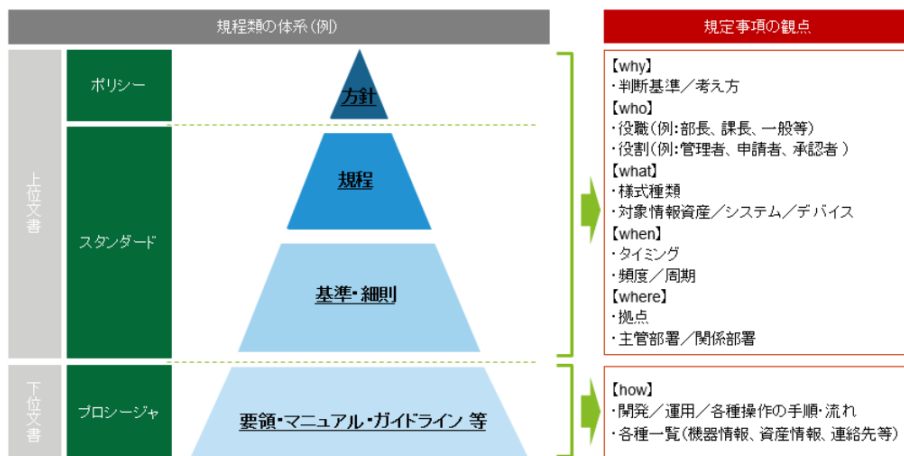 規程類の体系(例)
規定事項の観点
上位文書
ポリシー
方針
スタンダード
規程
基準・細則
下位文書
プロシージャ
要領・マニュアル・ガイドライン 等
【why】
・判断基準／考え方
【who】
・役職(例:部長、課長、一般等)
・役割(例:管理者、申請者、承認者 )
【what】
・様式種類
・対象情報資産／システム／デバイス
【when】
・タイミング
・頻度／周期
【where】
・拠点
・主管部署／関係部署
【how】
・開発／運用／各種操作の手順・流れ
・各種一覧(機器情報、資産情報、連絡先等)